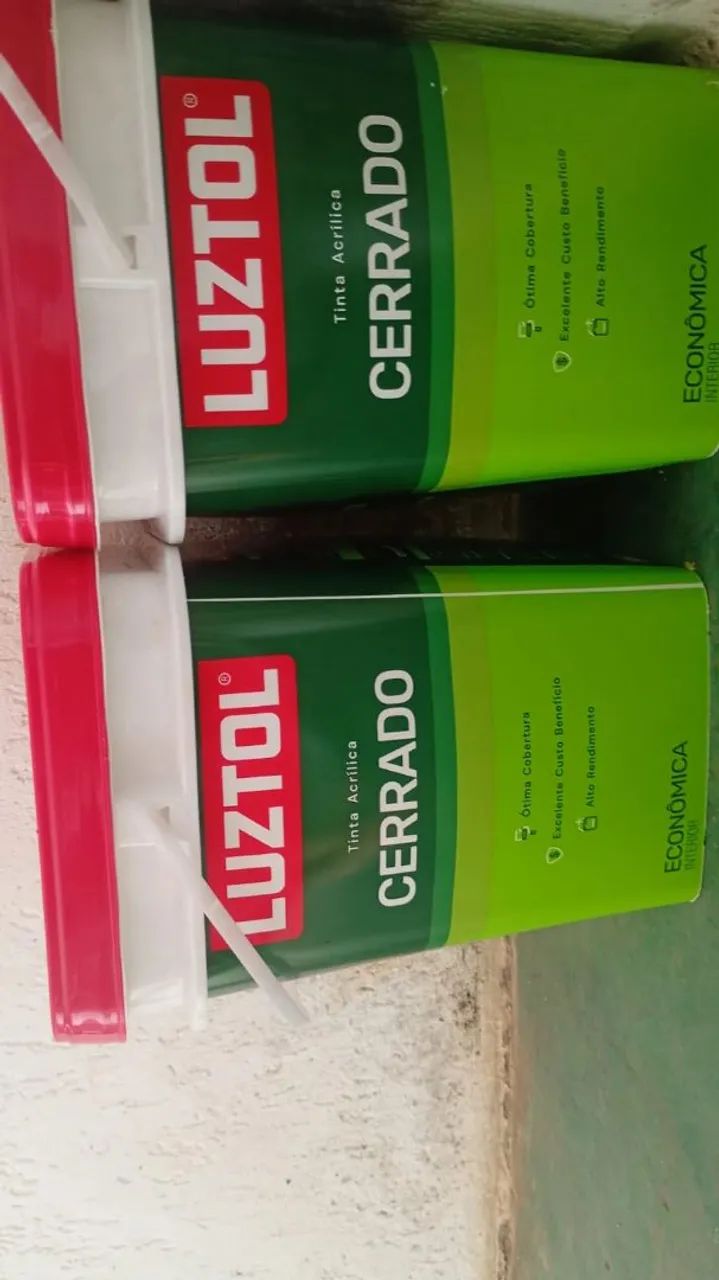 LUZTOL®
Tinta Acrílica
CERRADO
Ótima Cobertura
Excelente Custo Benefício
Alto Rendimento
ECONÔMICA
INTERIOR
LUZTOL®
Tinta Acrílica
CERRADO
Ótima Cobertura
Excelente Custo Benefício
Alto Rendimento
ECONÔMICA
INTERIOR